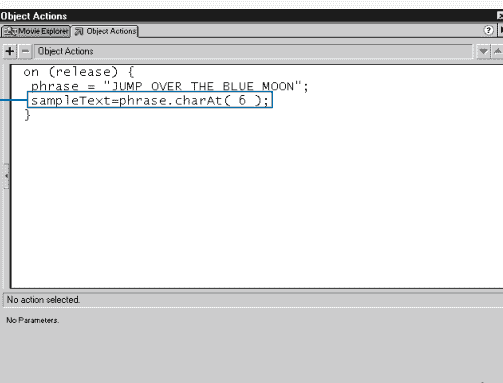 Object Actions
Movie Explorer Object Actions
+ − Object Actions
on (release) {
phrase = "JUMP OVER THE BLUE MOON";
sampleText=phrase.charAt( 6 );
}
No action selected.
No Parameters.